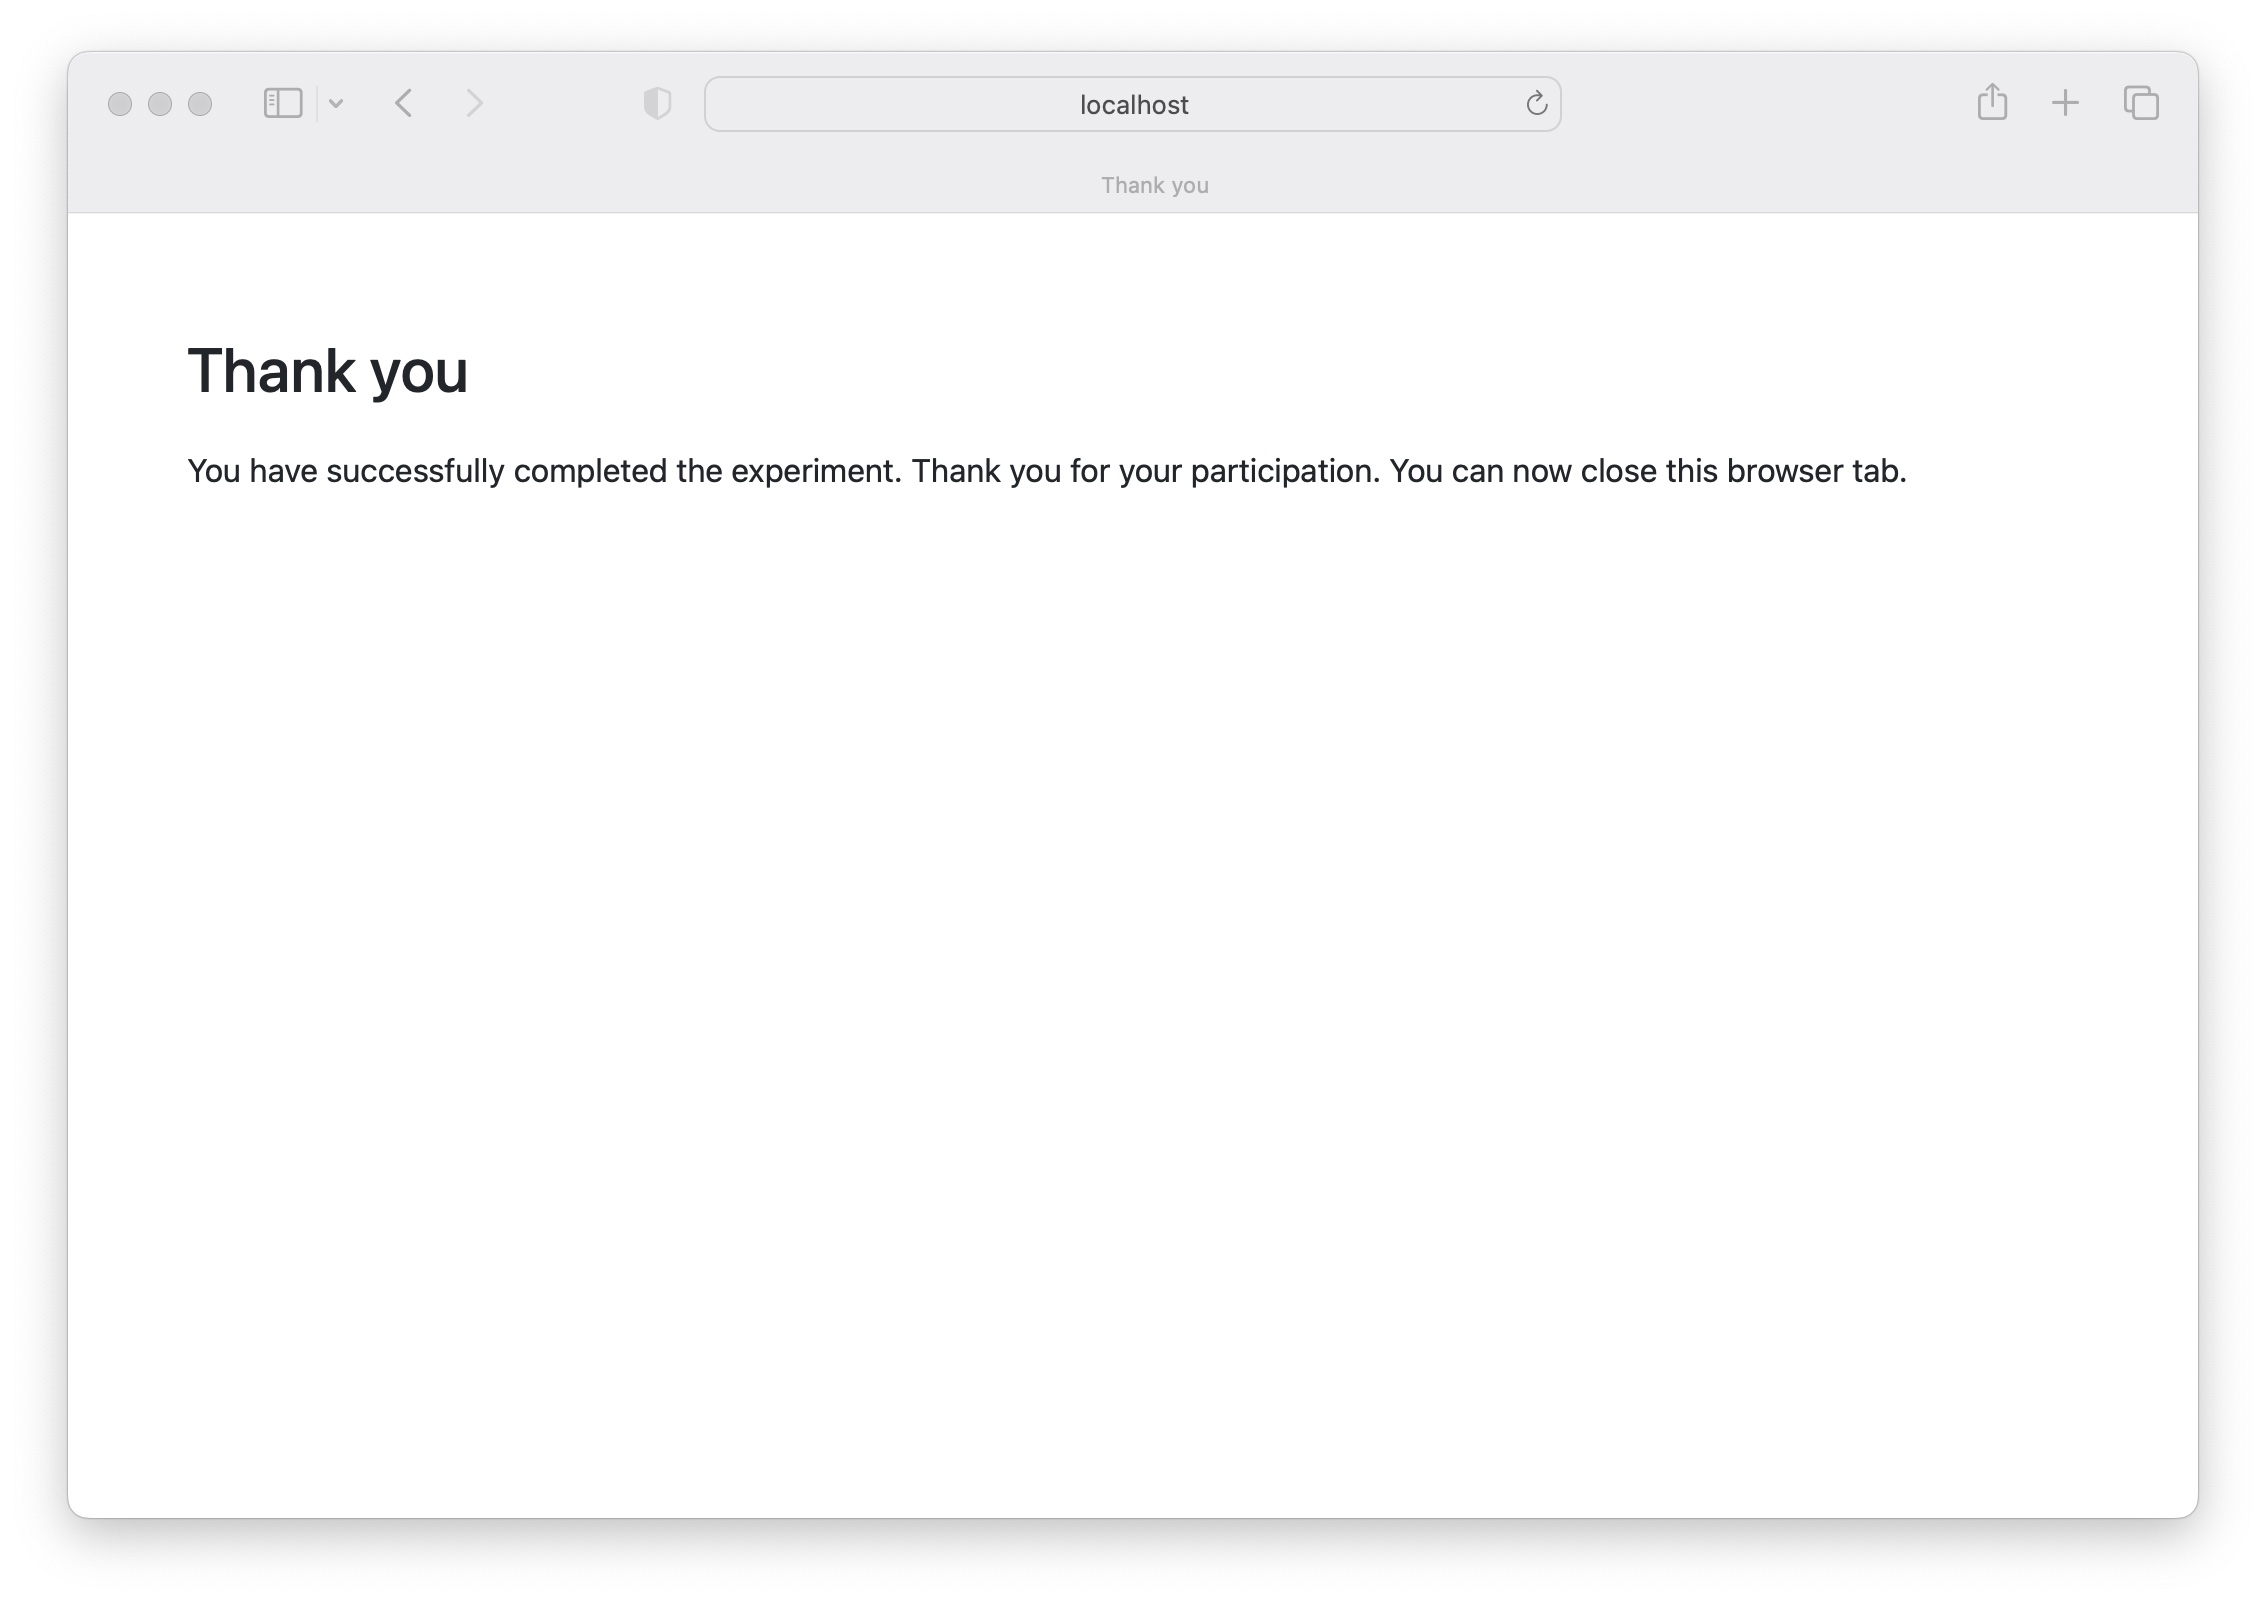 localhost
Thank you
Thank you
You have successfully completed the experiment. Thank you for your participation. You can now close this browser tab.